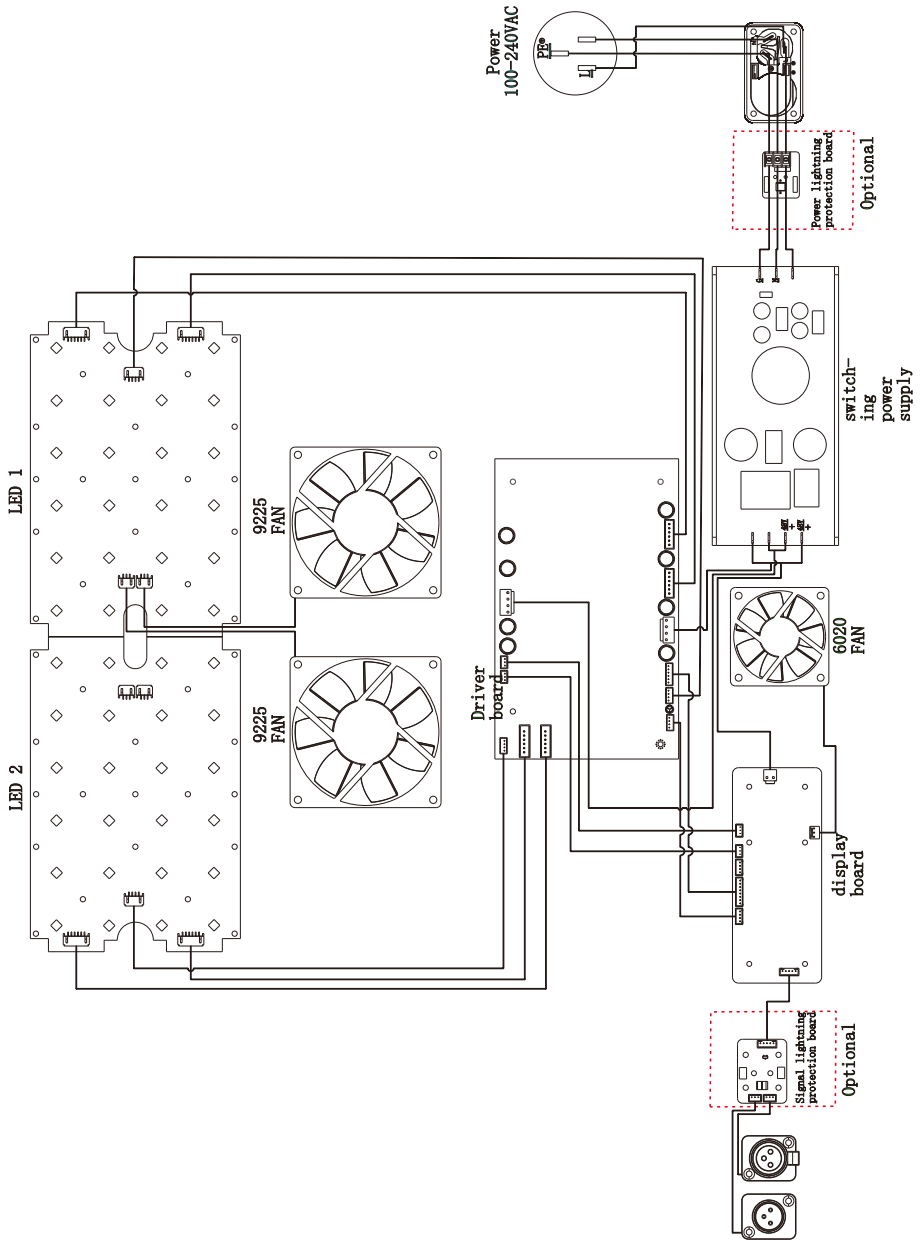 Power
100-240VAC
PE
L
Power lightning
protection board
Optional
LED 1
9225
FAN
switch-
ing
power
supply
48V
+
48V
+
6020
FAN
Driver
board
LED 2
9225
FAN
display
board
Signal lightning
protection board
Optional